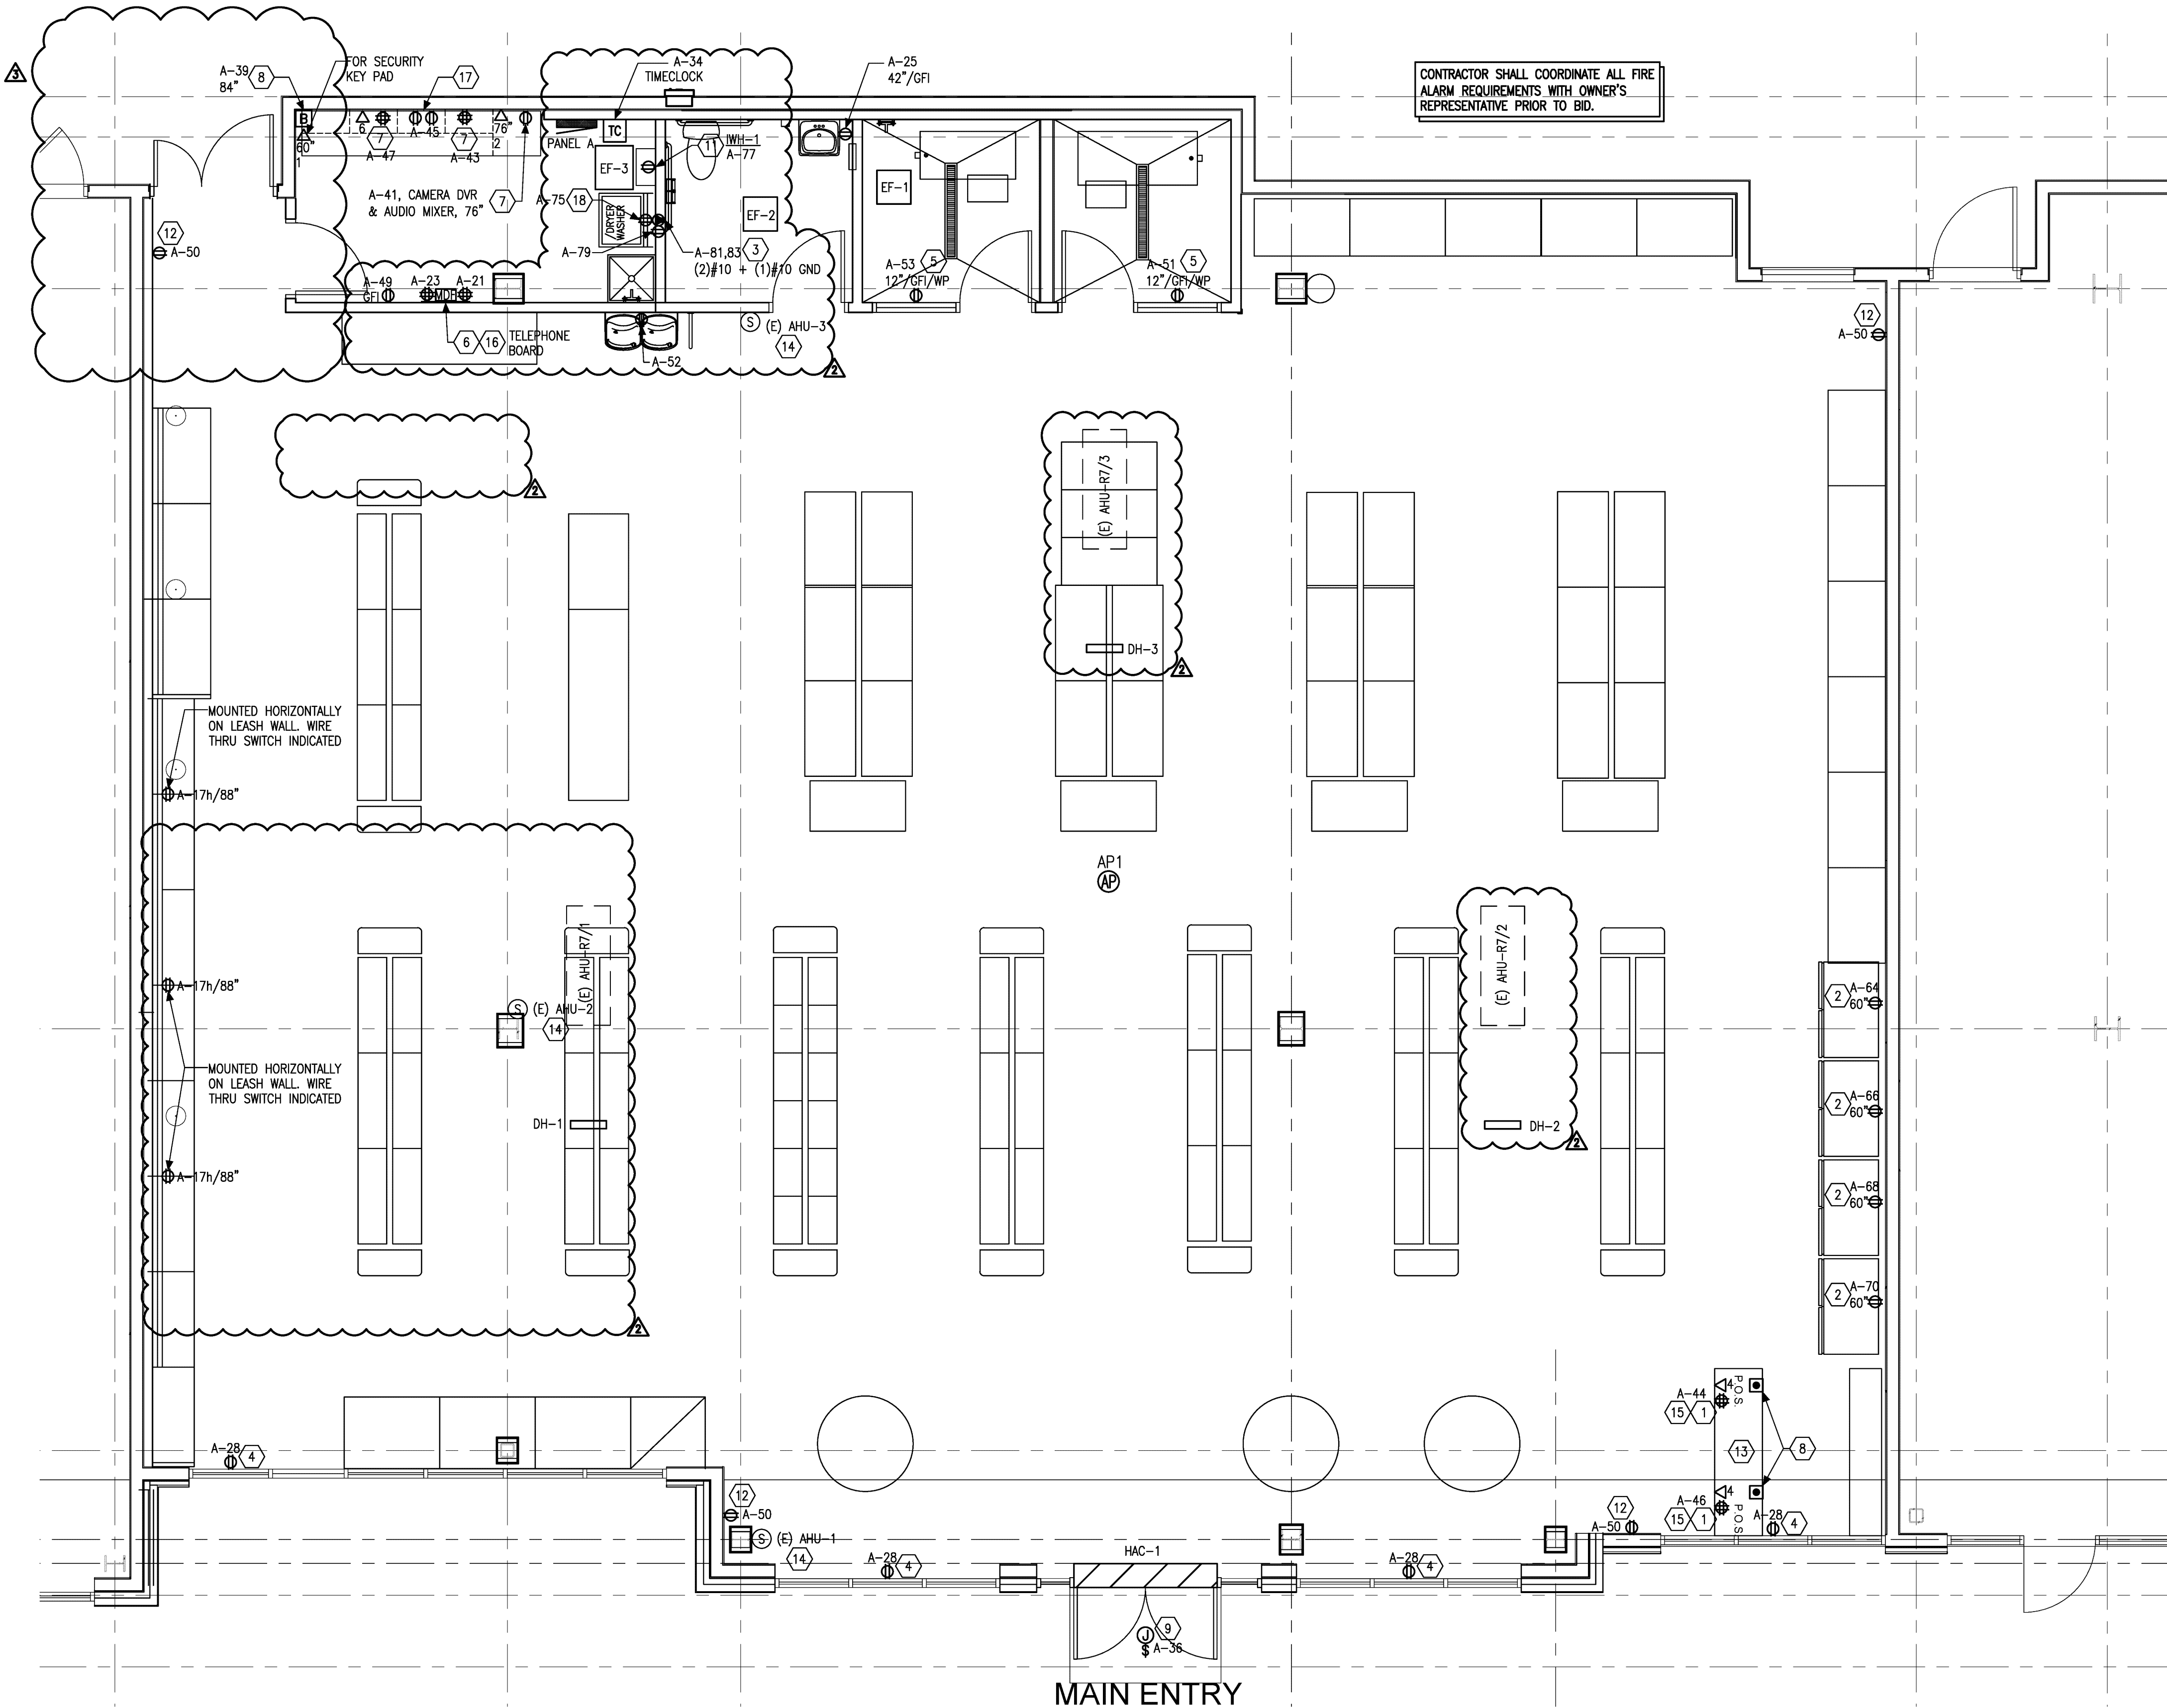 3
A-39
84"
8
FOR SECURITY
KEY PAD
17
A-34
TIMECLOCK
A-25
42"/GFI
CONTRACTOR SHALL COORDINATE ALL FIRE
ALARM REQUIREMENTS WITH OWNER'S
REPRESENTATIVE PRIOR TO BID.
B
60"
1
6
7
A-47
A-45
7
A-43
76"
2
PANEL A
TC
EF-3
11
IWH-1
A-77
EF-1
EF-2
A-41, CAMERA DVR
& AUDIO MIXER, 76"
7
A-75
18
DRYER/
WASHER
A-79
A-81,83
3
(2)#10 + (1)#10 GND
12
A-50
A-53
5
12"/GFI/WP
A-51
5
12"/GFI/WP
A-49
GFI
A-23
MDF
A-21
6
16
TELEPHONE
BOARD
A-52
S
(E) AHU-3
14
2
12
A-50
2
(E) AHU-R7/3
DH-3
2
MOUNTED HORIZONTALLY
ON LEASH WALL. WIRE
THRU SWITCH INDICATED
A-17h/88"
AP1
AP
(E) AHU-R7/1
(E) AHU-R7/2
A-17h/88"
S
(E) AHU-2
14
2
A-64
60"
MOUNTED HORIZONTALLY
ON LEASH WALL. WIRE
THRU SWITCH INDICATED
DH-1
DH-2
2
2
A-66
60"
A-17h/88"
2
A-68
60"
2
A-70
60"
2
A-44
4
P.O.S
15
1
13
8
A-28
4
12
A-50
S
(E) AHU-1
14
A-28
4
HAC-1
A-28
4
12
A-50
A-46
4
P.O.S
15
1
A-28
4
J
9
$
A-36
MAIN ENTRY